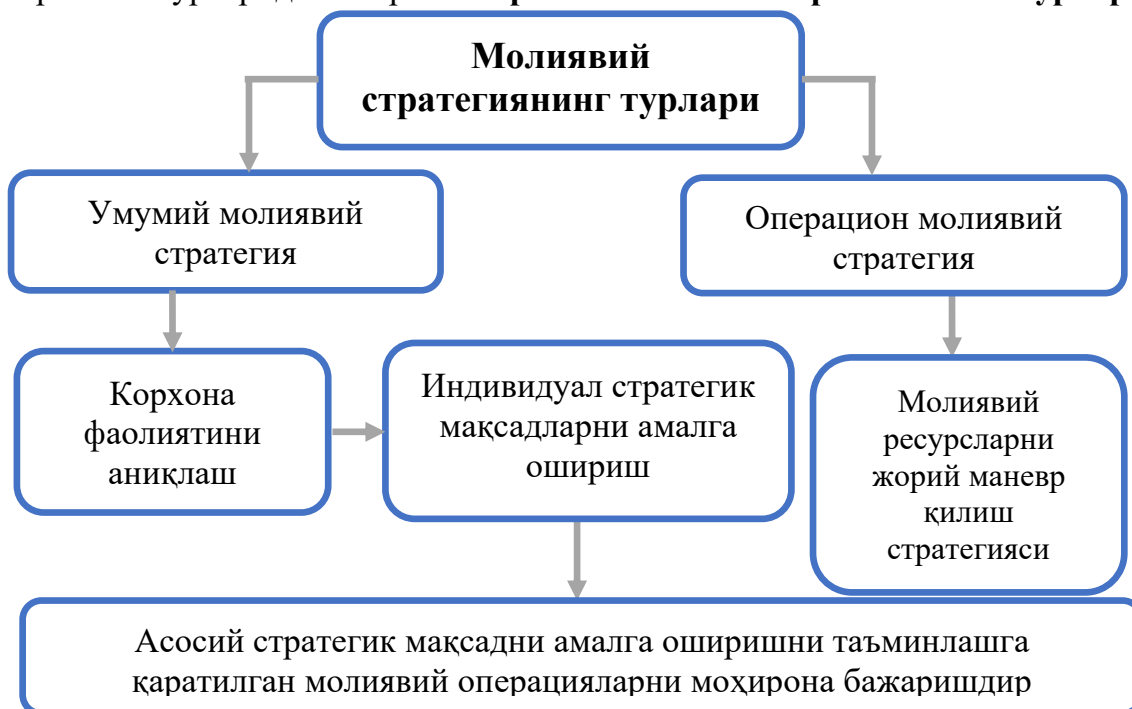 Молиявий
стратегиянинг турлари
Умумий молиявий
стратегия
Операцион молиявий
стратегия
Корхона
фаолиятини
аниқлаш
Индивидуал стратегик
мақсадларни амалга
ошириш
Молиявий
ресурсларни
жорий маневр
қилиш
стратегияси
Асосий стратегик мақсадни амалга оширишни таъминлашга
қаратилган молиявий операцияларни моҳирона бажаришдир